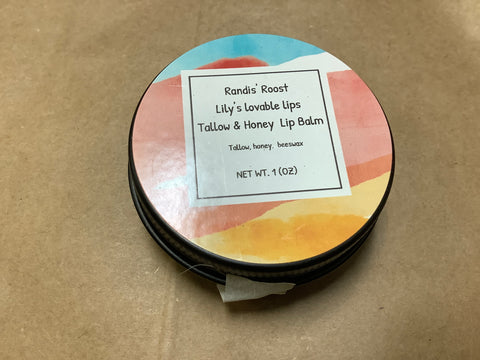 Randis' Roost
Lily's lovable lips
Tallow & Honey Lip Balm
Tallow, honey, beeswax
NET WT. 1 (OZ)